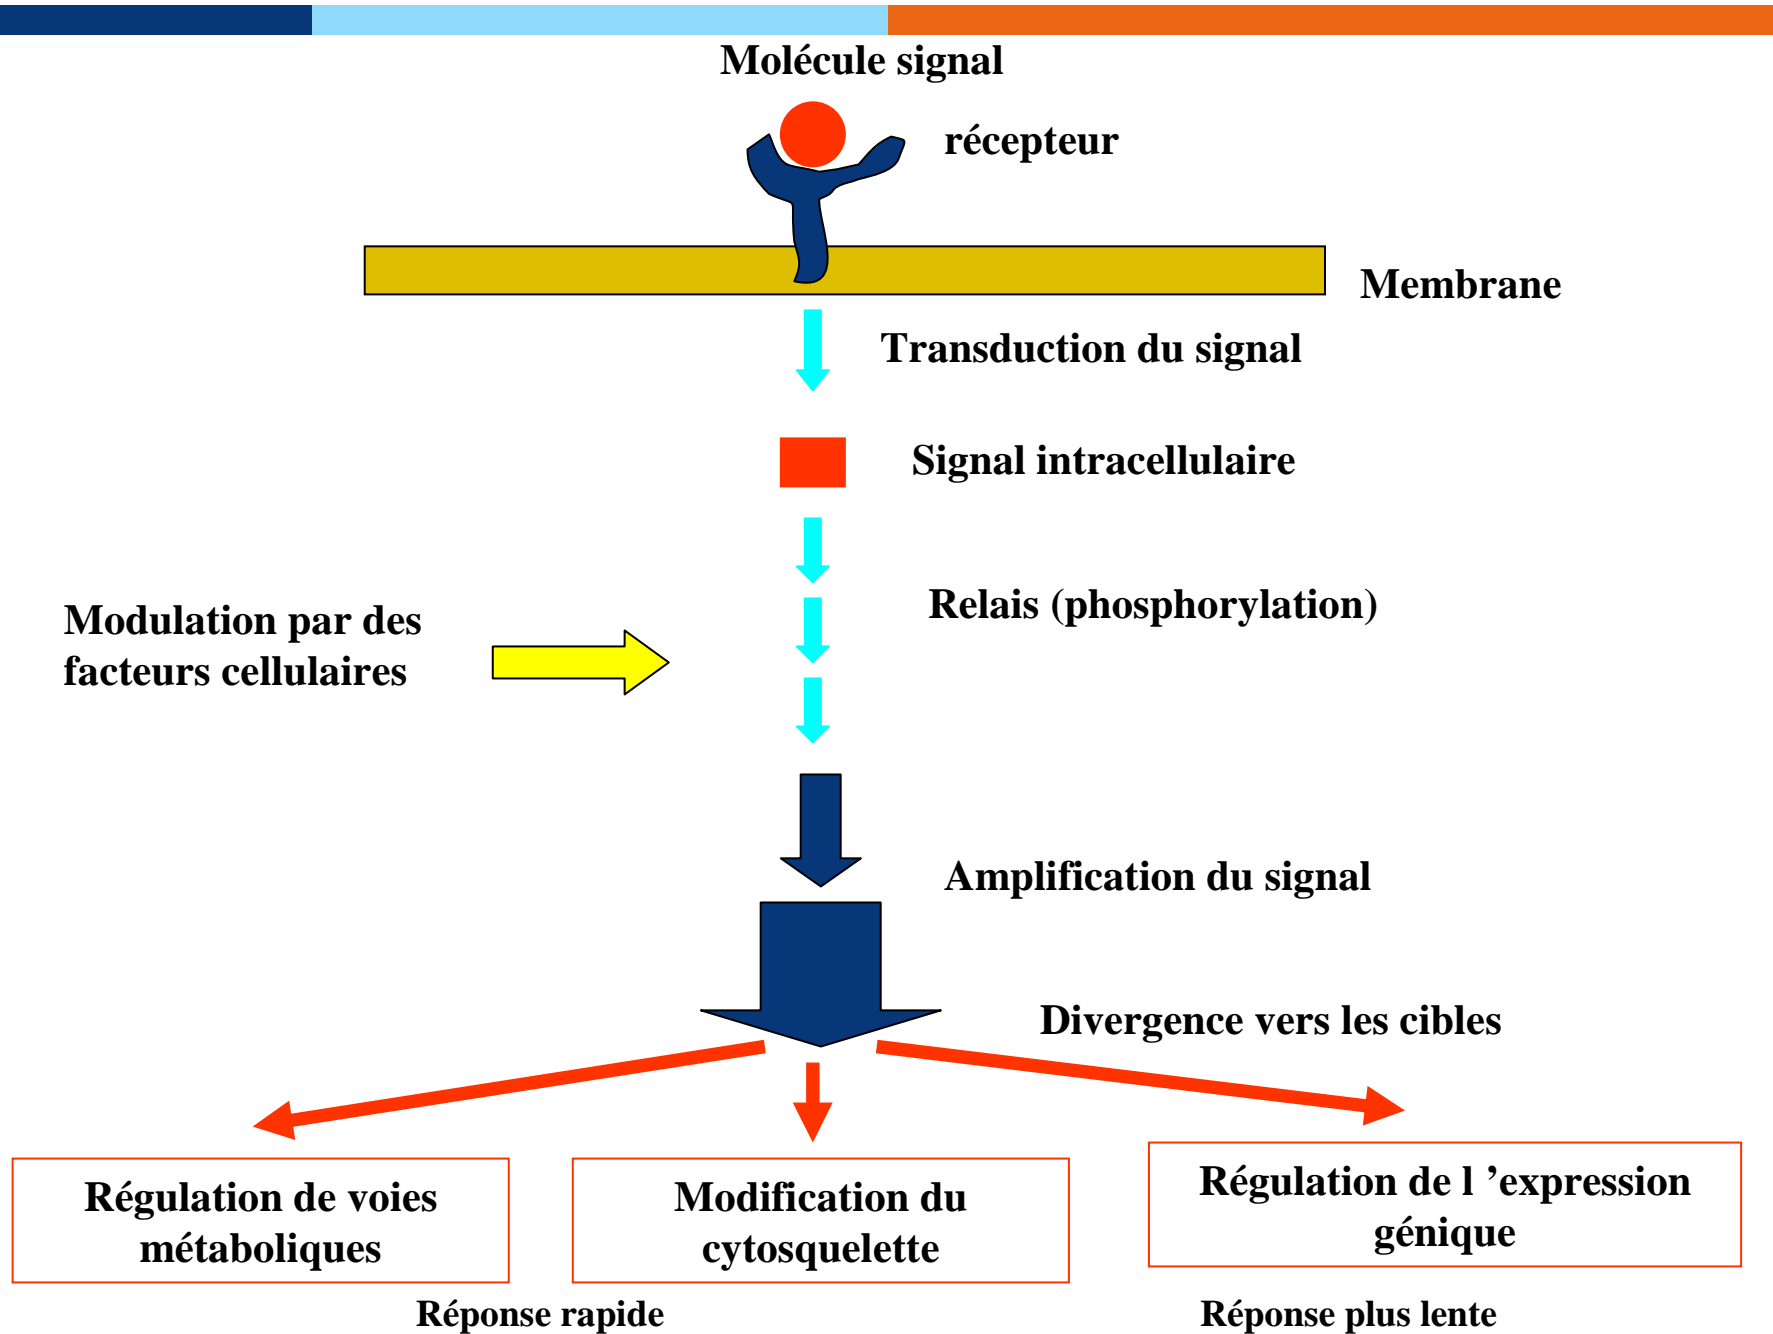 Molécule signal
récepteur
Membrane
Transduction du signal
Signal intracellulaire
Relais (phosphorylation)
Modulation par des
facteurs cellulaires
Amplification du signal
Divergence vers les cibles
Régulation de voies
métaboliques
Modification du
cytosquelette
Régulation de l ’expression
génique
Réponse rapide
Réponse plus lente